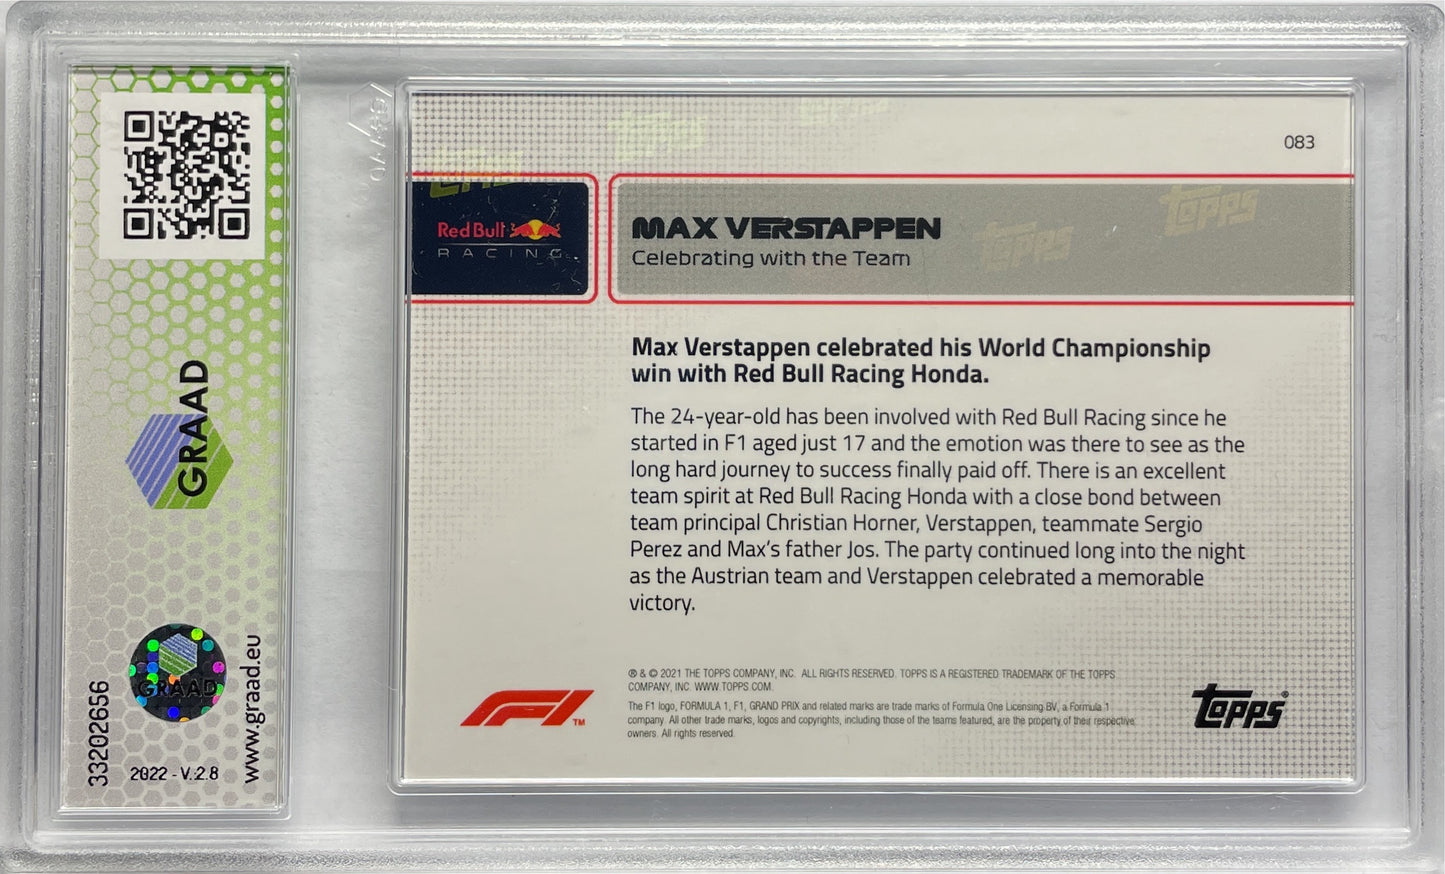 GRAAD
GRAAD
33202656
2022 - V.2.8
www.graad.eu
083
Red Bull
RACING
MAX VERSTAPPEN
Celebrating with the Team
Max Verstappen celebrated his World Championship
win with Red Bull Racing Honda.
The 24-year-old has been involved with Red Bull Racing since he
started in F1 aged just 17 and the emotion was there to see as the
long hard journey to success finally paid off. There is an excellent
team spirit at Red Bull Racing Honda with a close bond between
team principal Christian Horner, Verstappen, teammate Sergio
Perez and Max's father Jos. The party continued long into the night
as the Austrian team and Verstappen celebrated a memorable
victory.
® & © 2021 THE TOPPS COMPANY, INC. ALL RIGHTS RESERVED. TOPPS IS A REGISTERED TRADEMARK OF THE TOPPS
COMPANY, INC. WWW.TOPPS.COM.
The F1 logo, FORMULA 1, F1, GRAND PRIX and related marks are trade marks of Formula One Licensing BV, a Formula 1
company. All other trade marks, logos and copyrights, including those of the teams featured, are the property of their respective
owners. All rights reserved.
F1 ™
Topps ®
Topps
Topps
Topps
Topps
Topps